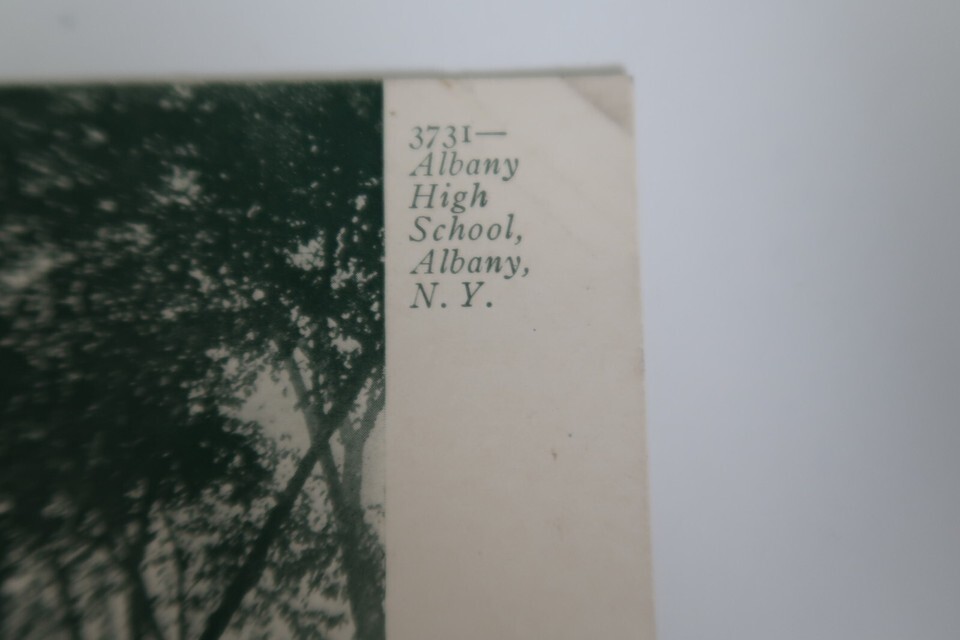 3731—
Albany
High
School,
Albany,
N. Y.